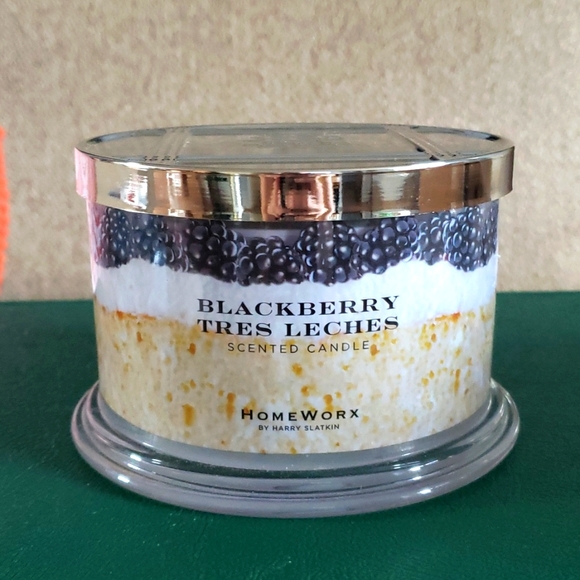 BLACKBERRY
TRES LECHES
SCENTED CANDLE
HOMEWORX
BY HARRY SLATKIN